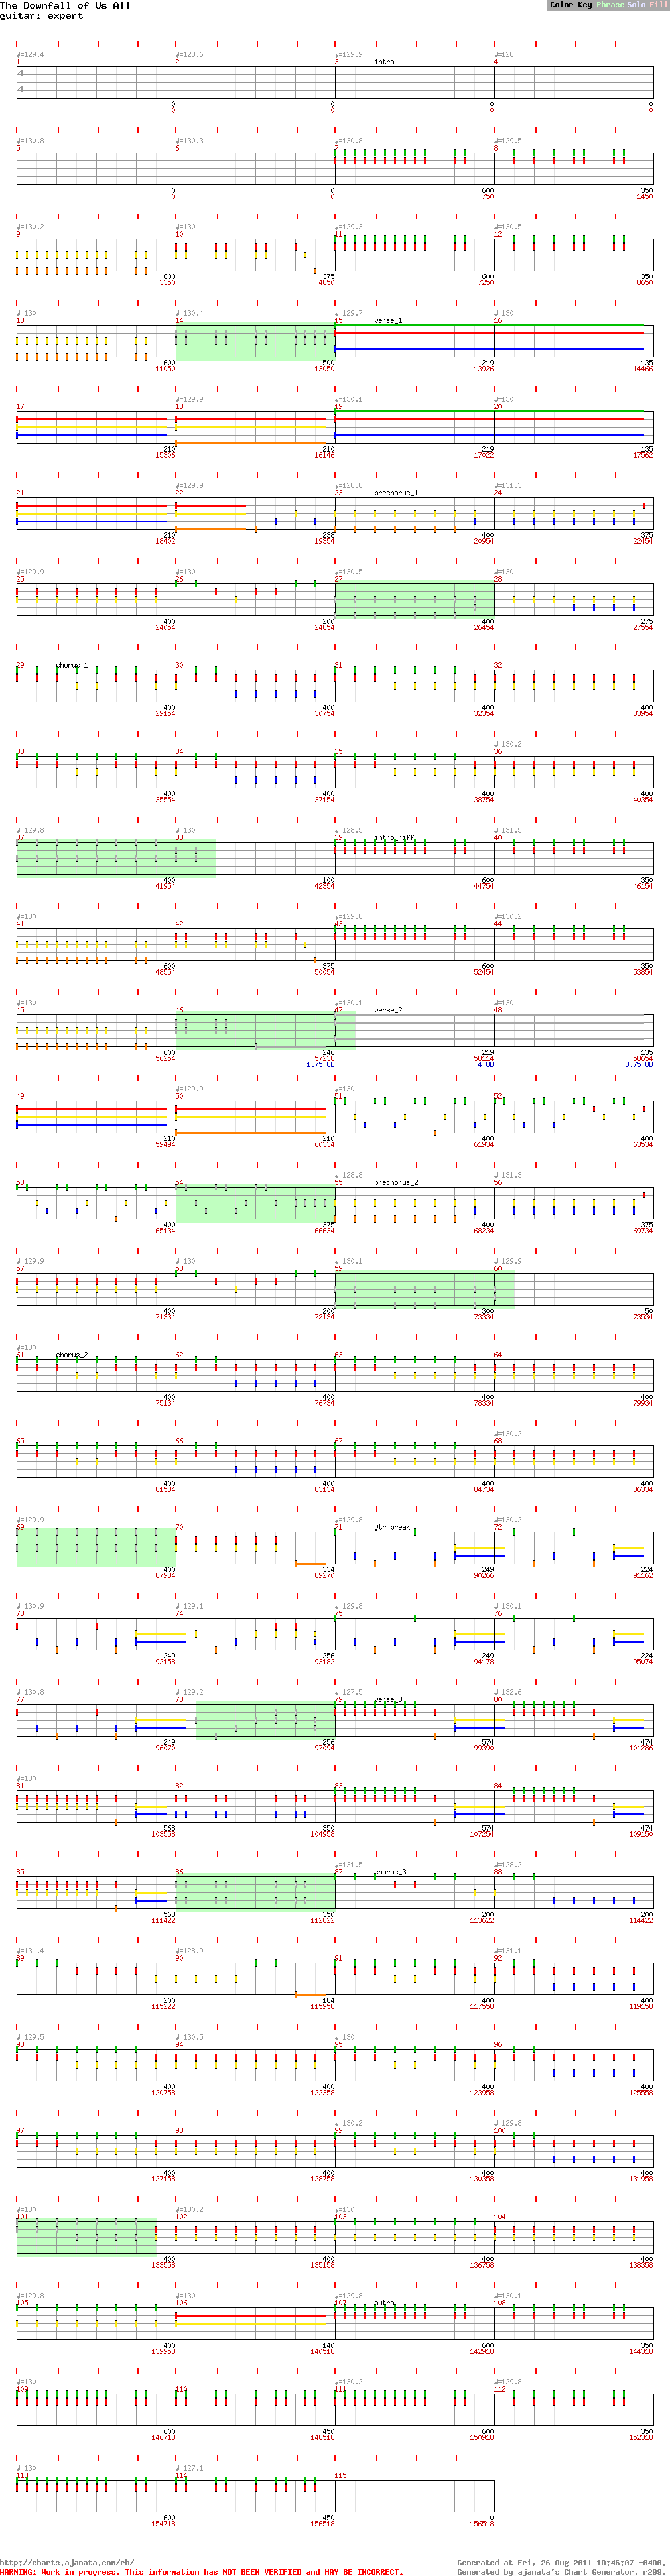 The Downfall of Us All
guitar: expert
Color Key Phrase Solo Fill
♩=129.4 ♩=128.6 ♩=129.9 ♩=128
1 2 3 intro 4
4
4
0 0 0 0
0 0 0 0
♩=130.8 ♩=130.3 ♩=130.8 ♩=129.5
5 6 7 8
0 0 600 350
0 0 750 1450
♩=130.2 ♩=130 ♩=129.3 ♩=130.5
9 10 11 12
600 375 600 350
3350 4850 7250 8650
♩=130 ♩=130.4 ♩=129.7 ♩=130
13 14 15 verse_1 16
600 500 219 135
11050 13050 13926 14466
♩=129.9 ♩=130.1 ♩=130
17 18 19 20
210 210 219 135
15306 16146 17022 17562
♩=129.9 ♩=128.8 ♩=131.3
21 22 23 prechorus_1 24
210 238 400 375
18402 19354 20954 22454
♩=129.9 ♩=130 ♩=130.5 ♩=130
25 26 27 28
400 200 400 275
24054 24854 26454 27554
29 chorus_1 30 31 32
400 400 400 400
29154 30754 32354 33954
♩=130.2
33 34 35 36
400 400 400 400
35554 37154 38754 40354
♩=129.8 ♩=130 ♩=128.5 ♩=131.5
37 38 39 intro_riff 40
400 100 600 350
41954 42354 44754 46154
♩=130 ♩=129.8 ♩=130.2
41 42 43 44
600 375 600 350
48554 50054 52454 53854
♩=130 ♩=130.1 ♩=130
45 46 47 verse_2 48
600 246 219 135
56254 57238 58114 58654
1.75 OD 4 OD 3.75 OD
♩=129.9 ♩=130
49 50 51 52
210 210 400 400
59494 60334 61934 63534
♩=128.8 ♩=131.3
53 54 55 prechorus_2 56
400 375 400 375
65134 66634 68234 69734
♩=129.9 ♩=130 ♩=130.1 ♩=129.9
57 58 59 60
400 200 300 50
71334 72134 73334 73534
♩=130
61 chorus_2 62 63 64
400 400 400 400
75134 76734 78334 79934
♩=130.2
65 66 67 68
400 400 400 400
81534 83134 84734 86334
♩=129.9 ♩=129.8 ♩=130.2
69 70 71 gtr_break 72
400 334 249 224
87934 89270 90266 91162
♩=130.9 ♩=129.1 ♩=129.8 ♩=130.1
73 74 75 76
249 256 249 224
92158 93182 94178 95074
♩=130.8 ♩=129.2 ♩=127.5 ♩=132.6
77 78 79 verse_3 80
249 256 574 474
96070 97094 99390 101286
♩=130
81 82 83 84
568 350 574 474
103558 104958 107254 109150
♩=131.5 ♩=128.2
85 86 87 chorus_3 88
568 350 200 200
111422 112822 113622 114422
♩=131.4 ♩=128.9 ♩=131.1
89 90 91 92
200 184 400 400
115222 115958 117558 119158
♩=129.5 ♩=130.5 ♩=130
93 94 95 96
400 400 400 400
120758 122358 123958 125558
♩=130.2 ♩=129.8
97 98 99 100
400 400 400 400
127158 128758 130358 131958
♩=130 ♩=130.2 ♩=130
101 102 103 104
400 400 400 400
133558 135158 136758 138358
♩=129.8 ♩=130 ♩=129.8 ♩=130.1
105 106 107 outro 108
400 140 600 350
139958 140518 142918 144318
♩=130 ♩=130.2 ♩=129.8
109 110 111 112
600 450 600 350
146718 148518 150918 152318
♩=130 ♩=127.1
113 114 115
600 450 0
154718 156518 156518
http://charts.ajanata.com/rb/ Generated at Fri, 26 Aug 2011 10:46:07 -0400.
WARNING: Work in progress. This information has NOT BEEN VERIFIED and MAY BE INCORRECT. Generated by ajanata's Chart Generator, r299.